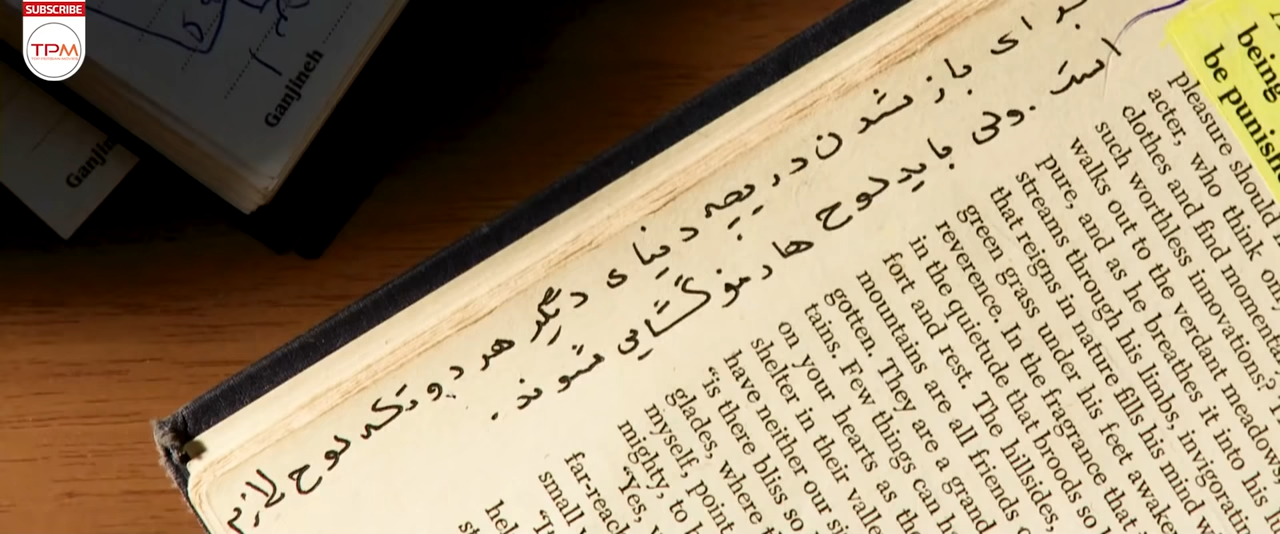 SUBSCRIBE
TPM
Ganjineh
برای باز شدن دریچه دنیای دیگر هر دو تکه لوح لازم
است. ولی باید لوح ها رمز گشایی شوند.
being
be punish
pleasure should
acter, who think on
clothes and find momenta
such worthless innovations?
walks out to the verdant meadows
pure, and as he breathes it into his
streams through his limbs, invigoratin
that reigns in nature fills his mind wi
green grass under his feet awake
reverence. In the fragrance that
in the quietude that broods so
fort and rest. The hillsides,
mountains are all friends
gotten. They are a grand
tains. Few things can
on your hearts as the
shelter in their valle
have neither our si
"is there bliss so
glades, where
myself, point
mighty, to
"Yes,
far-reach
small
hel